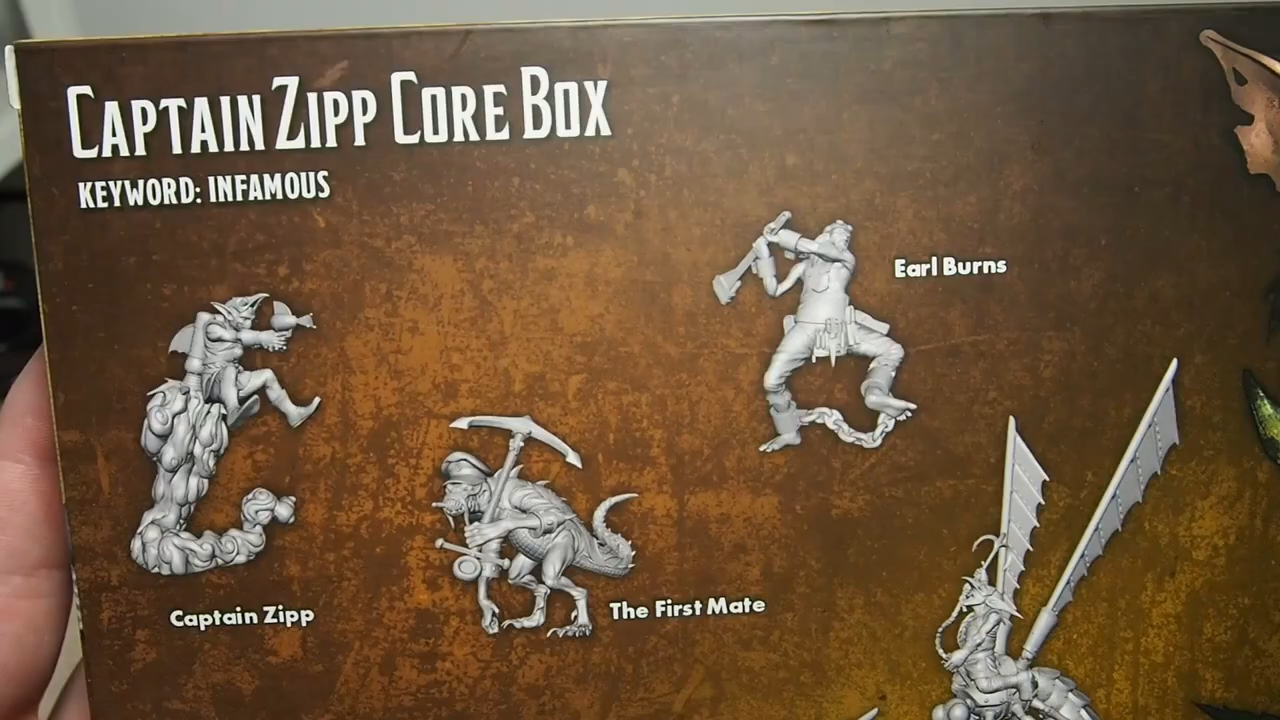 Captain Zipp Core Box
KEYWORD: INFAMOUS
Earl Burns
Captain Zipp
The First Mate